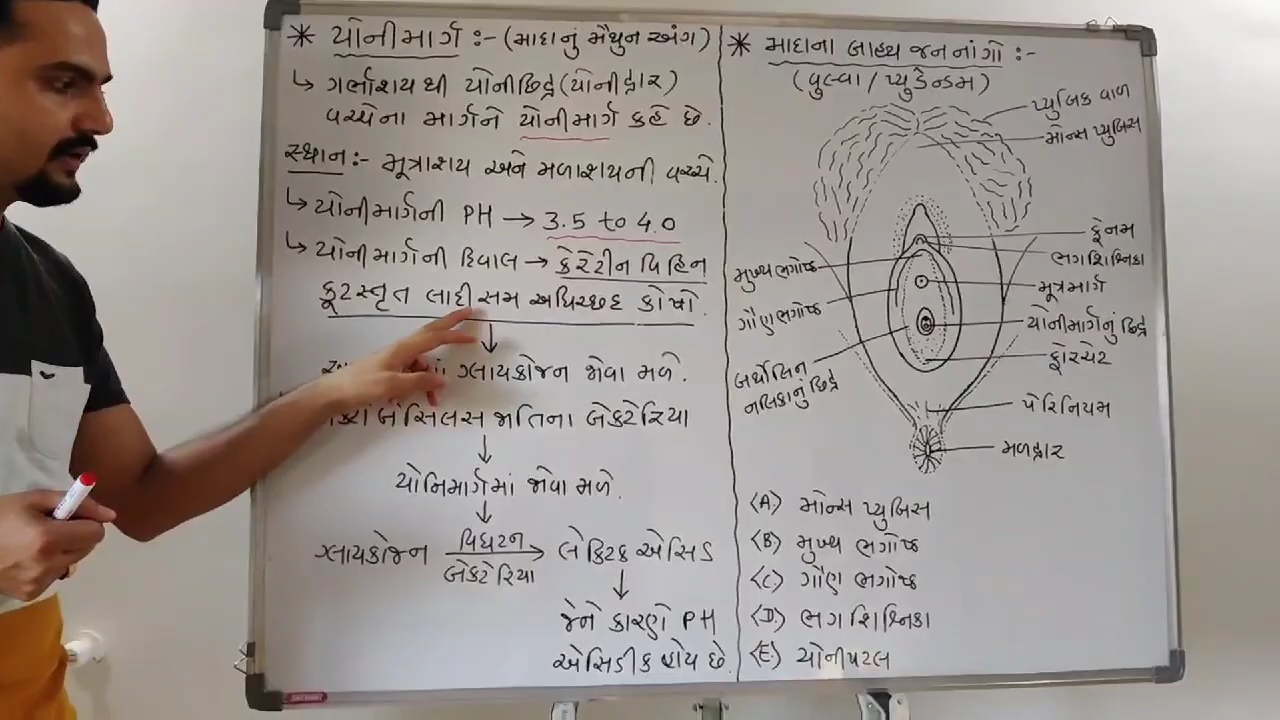 * યોનીમાર્ગ :- (માદાનું મૈથુન અંગ)
↳ ગર્ભાશય થી યોનીછિદ્ર (યોનીદ્વાર)
વચ્ચેના માર્ગને યોનીમાર્ગ કહે છે.
સ્થાન :- મૂત્રાશય અને મળાશયની વચ્ચે.
↳ યોનીમાર્ગની PH → 3.5 to 4.0
↳ યોનીમાર્ગની દિવાલ → કેરેટીન વિહિન
કૂટસ્તૃત લાદીસમ અધિચ્છદ કોષો.
↓
ગ્લાયકોજન જોવા મળે.
બેસિલસ જાતિના બેક્ટેરિયા
↓
યોનિમાર્ગમાં જોવા મળે.
↓
ગ્લાયકોજન વિઘટન → લેક્ટિક એસિડ
બેક્ટેરિયા
↓
જેને કારણે PH
એસિડીક હોય છે.
* માદાના બાહ્ય જનનાંગો :-
(વુલ્વા / પ્યુડેન્ડમ)
પ્યુબિક વાળ
મોન્સ પ્યુબિસ
ફ્રેનમ
ભગશિશ્નિકા
મુખ્ય ભગોષ્ઠ
મૂત્રમાર્ગ
ગૌણ ભગોષ્ઠ
યોનીમાર્ગનું છિદ્ર
ફોરચેટ
બર્થોલિન
નલિકાનું છિદ્ર
પેરિનિયમ
મળદ્વાર
(A) મોન્સ પ્યુબિસ
(B) મુખ્ય ભગોષ્ઠ
(C) ગૌણ ભગોષ્ઠ
(D) ભગશિશ્નિકા
(E) યોનીપટલ